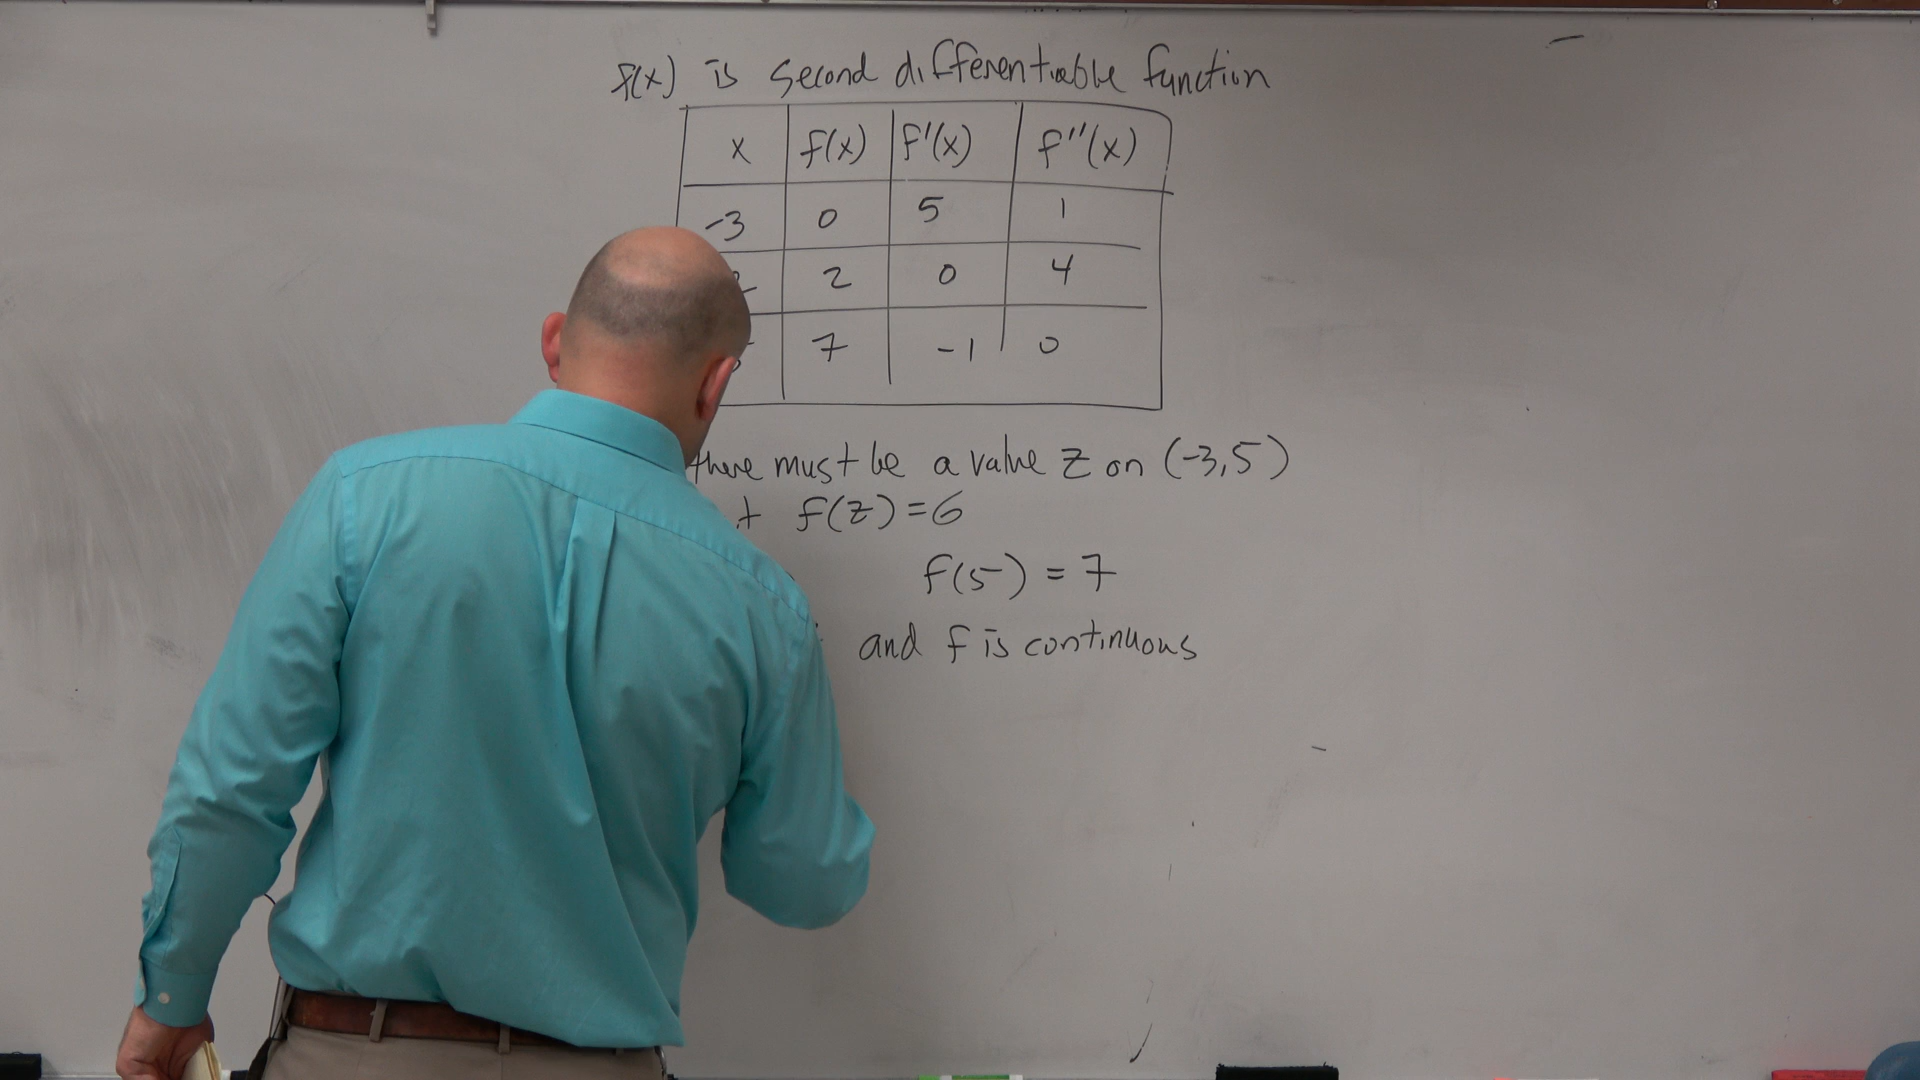 f(x) is second differentiable function
x f(x) f'(x) f''(x)
-3 0 5 1
2 0 4
7 -1 0
there must be a value z on (-3,5)
f(z)=6
f(5)=7
and f is continuous